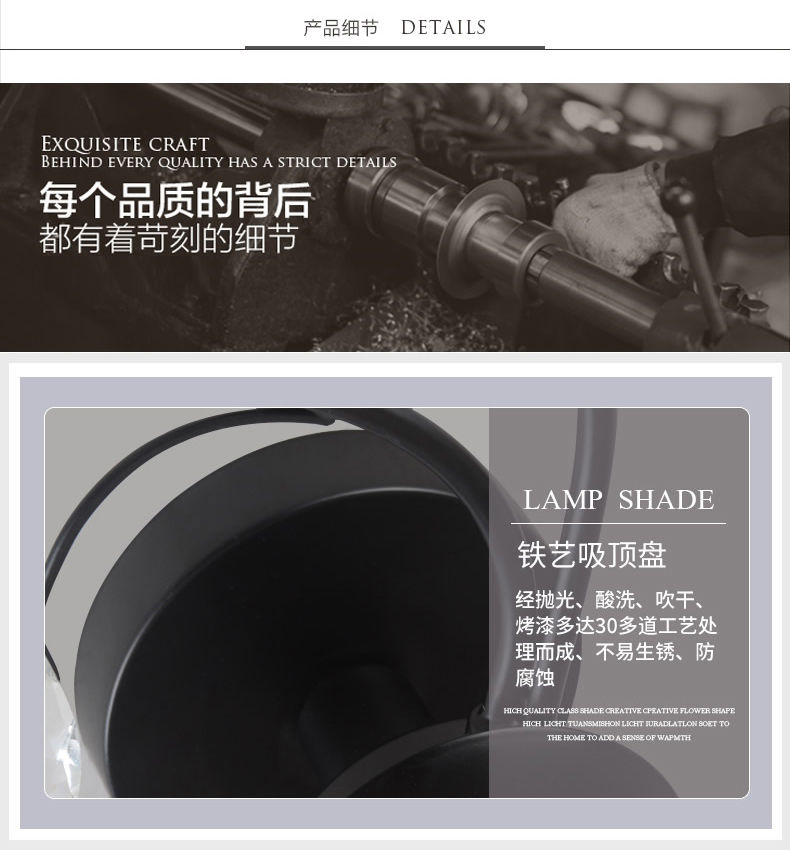 产品细节 DETAILS
EXQUISITE CRAFT
BEHIND EVERY QUALITY HAS A STRICT DETAILS
每个品质的背后
都有着苛刻的细节
LAMP SHADE
铁艺吸顶盘
经抛光、酸洗、吹干、
烤漆多达30多道工艺处
理而成、不易生锈、防
腐蚀
HICH QUALITY CLASS SHADE CREATIVE CPEATIVE FLOWER SHAPE
HICH LICHT TUANSMISHON LICHT IURADLATLON SOET TO
THE HOME TO ADD A SENSE OF WAPMTH